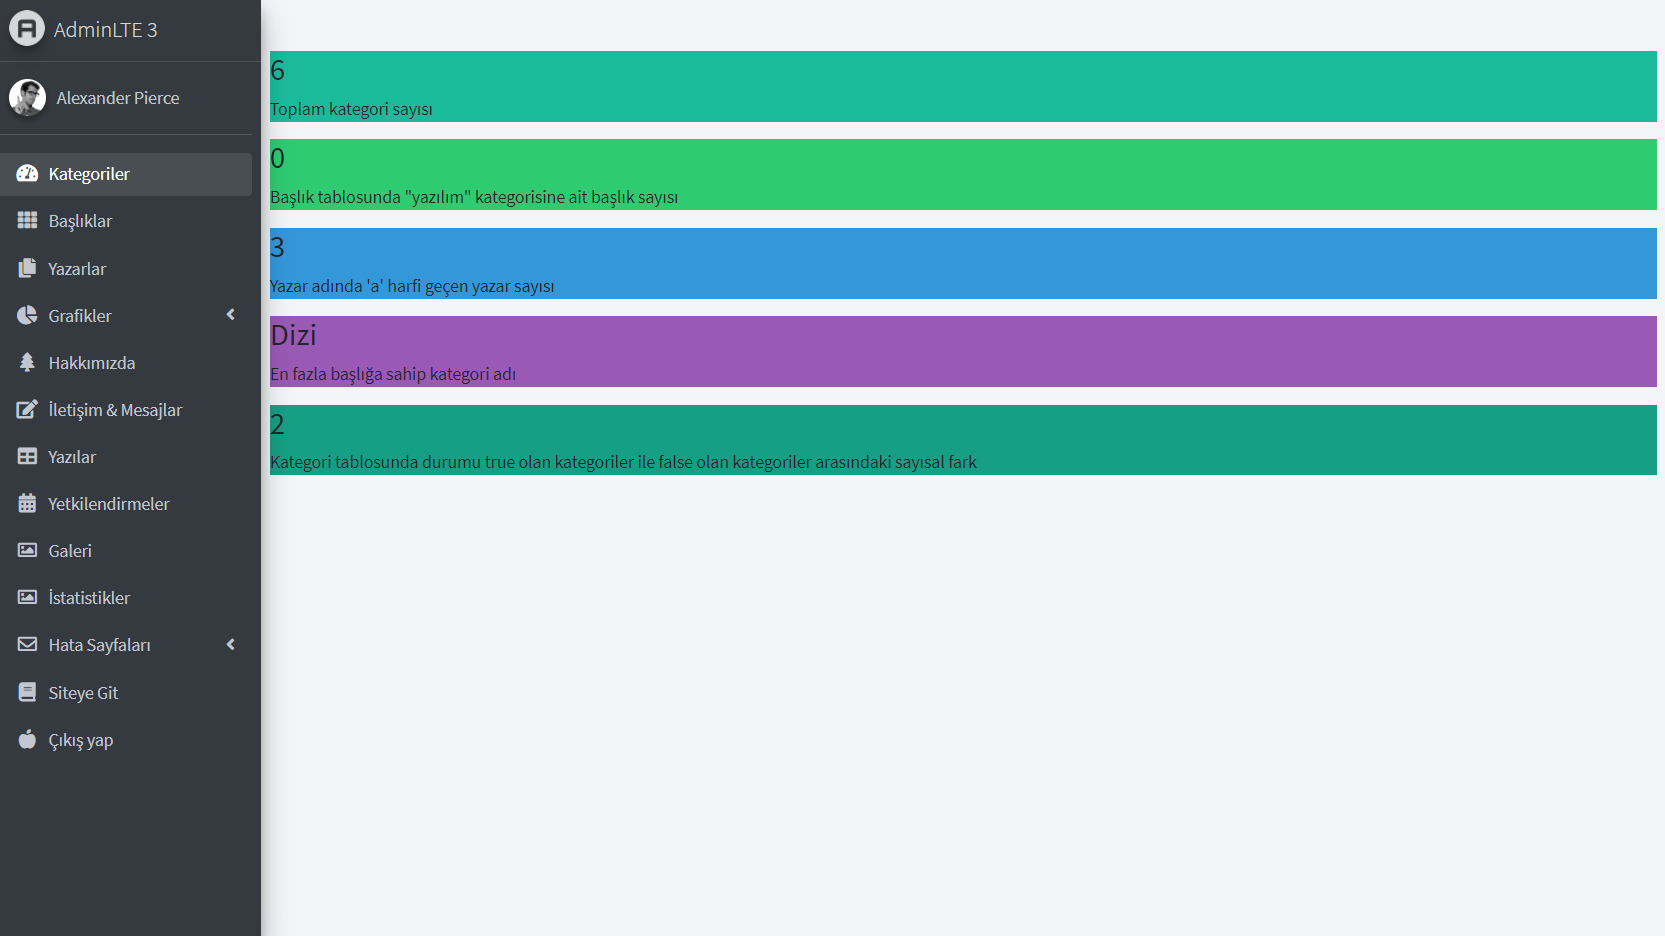 AdminLTE 3
Alexander Pierce
Kategoriler
Başlıklar
Yazarlar
Grafikler
Hakkımızda
İletişim & Mesajlar
Yazılar
Yetkilendirmeler
Galeri
İstatistikler
Hata Sayfaları
Siteye Git
Çıkış yap
6
Toplam kategori sayısı
0
Başlık tablosunda "yazılım" kategorisine ait başlık sayısı
3
Yazar adında 'a' harfi geçen yazar sayısı
Dizi
En fazla başlığa sahip kategori adı
2
Kategori tablosunda durumu true olan kategoriler ile false olan kategoriler arasındaki sayısal fark